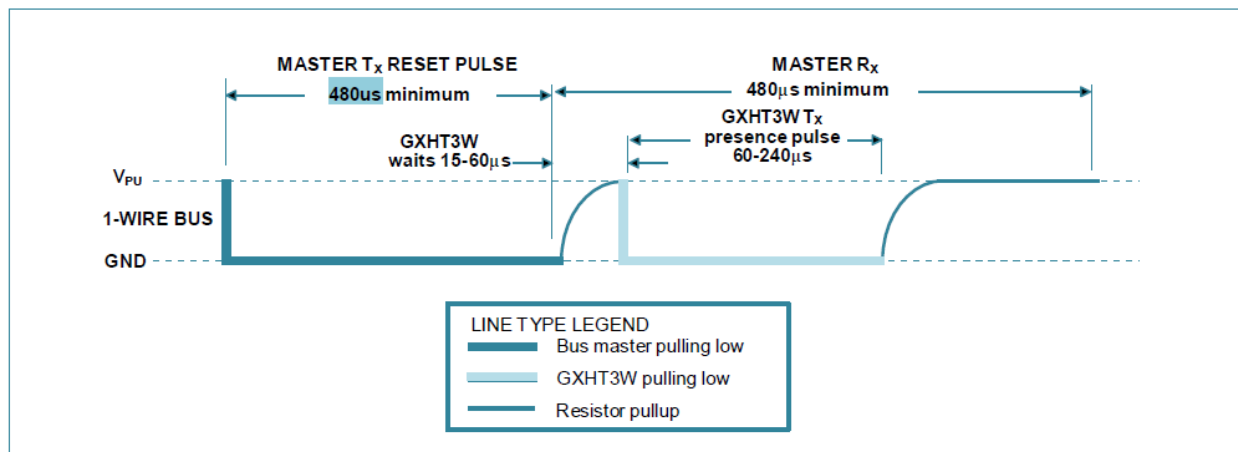 MASTER TX RESET PULSE
480us minimum
MASTER RX
480µs minimum
GXHT3W
waits 15-60µs
GXHT3W TX
presence pulse
60-240µs
VPU
1-WIRE BUS
GND
LINE TYPE LEGEND
Bus master pulling low
GXHT3W pulling low
Resistor pullup